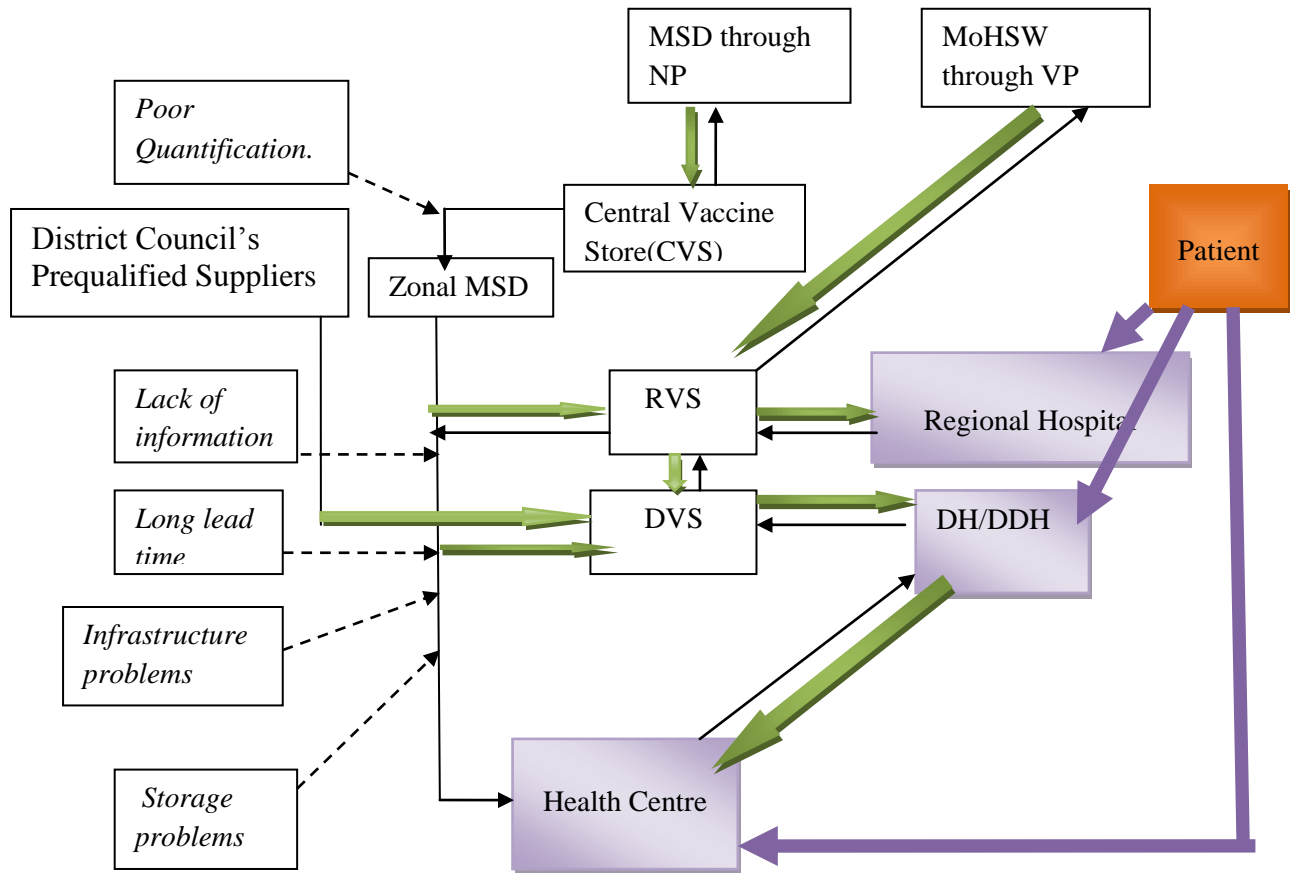 MSD through
NP
MoHSW
through VP
Poor
Quantification.
Central Vaccine
Store(CVS)
District Council’s
Prequalified Suppliers
Patient
Zonal MSD
Lack of
information
RVS
Regional Hospital
Long lead
time
DVS
DH/DDH
Infrastructure
problems
Storage
problems
Health Centre